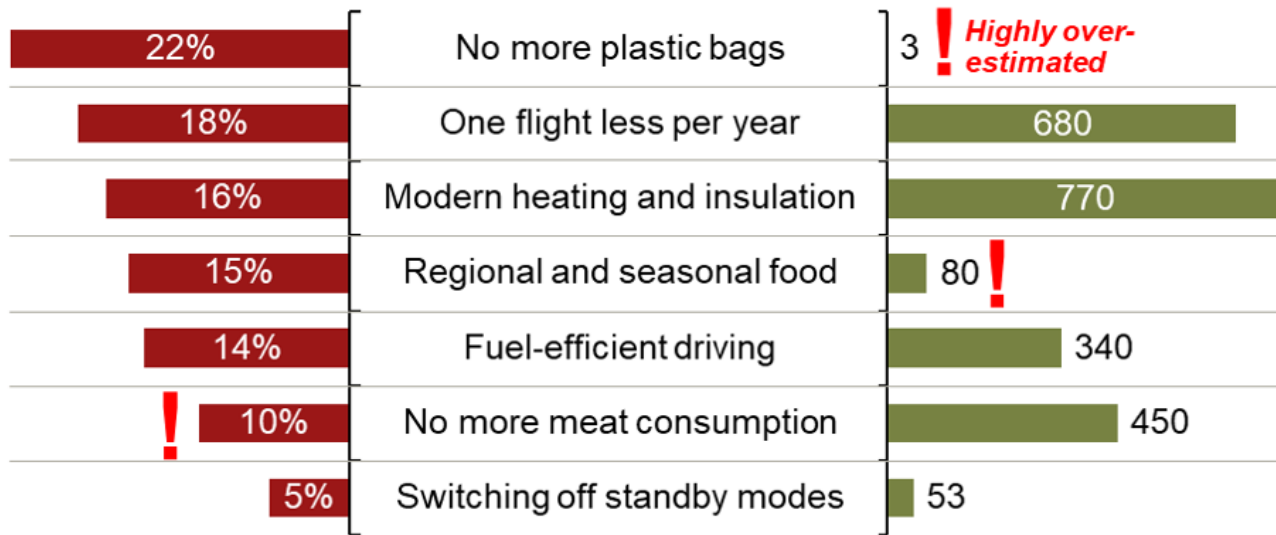 22% No more plastic bags 3 ! Highly over-
estimated
18% One flight less per year 680
16% Modern heating and insulation 770
15% Regional and seasonal food 80 !
14% Fuel-efficient driving 340
! 10% No more meat consumption 450
5% Switching off standby modes 53